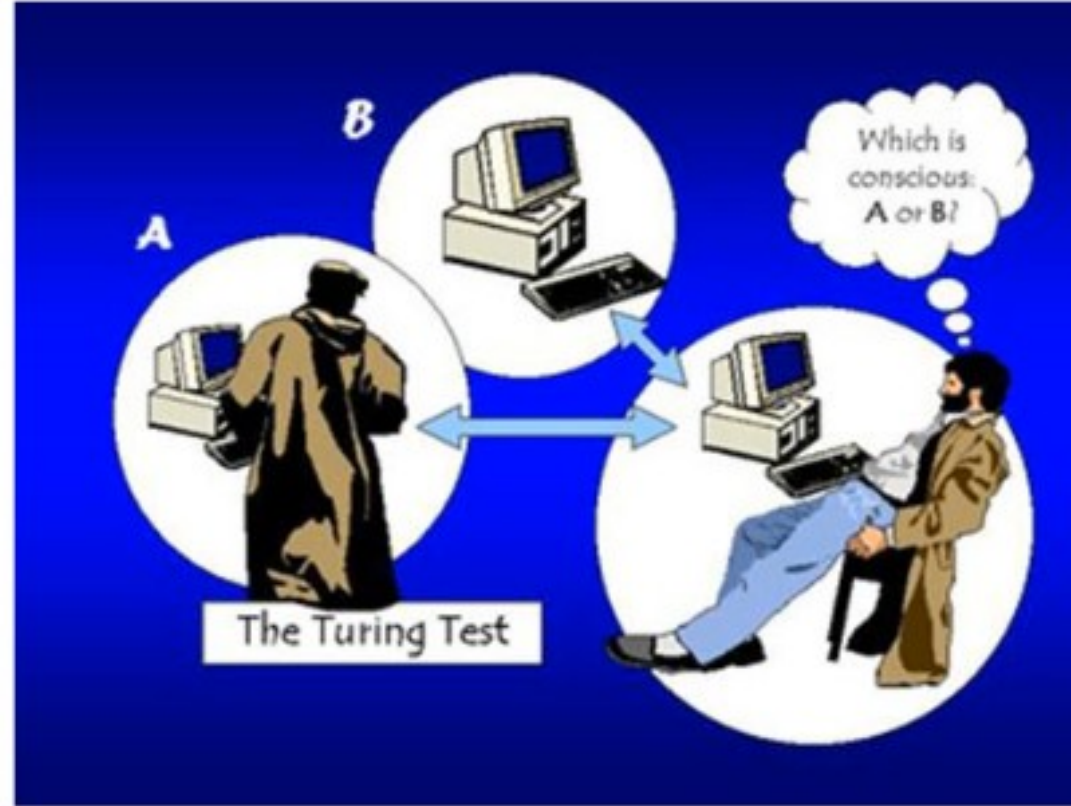 B
A
Which is
conscious:
A or B?
The Turing Test